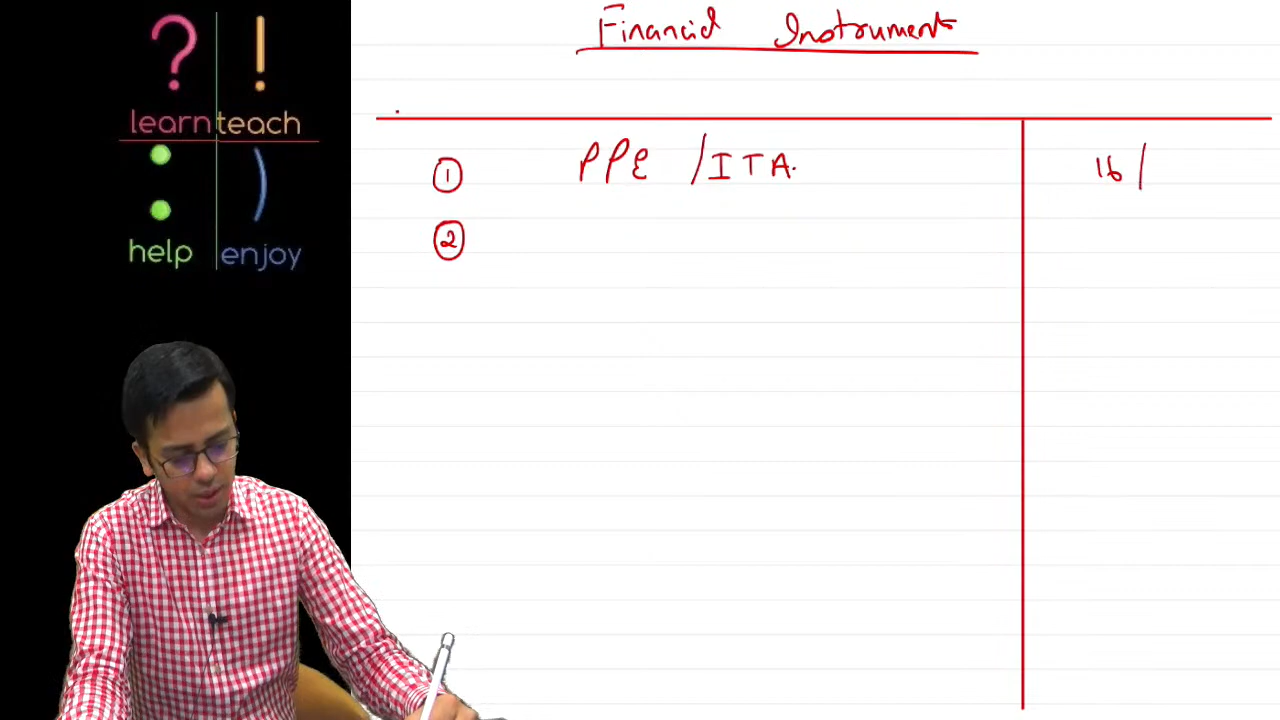 ? !
learn teach
: )
help enjoy
Financial Instrument
① PPE / ITA. 16 /
②